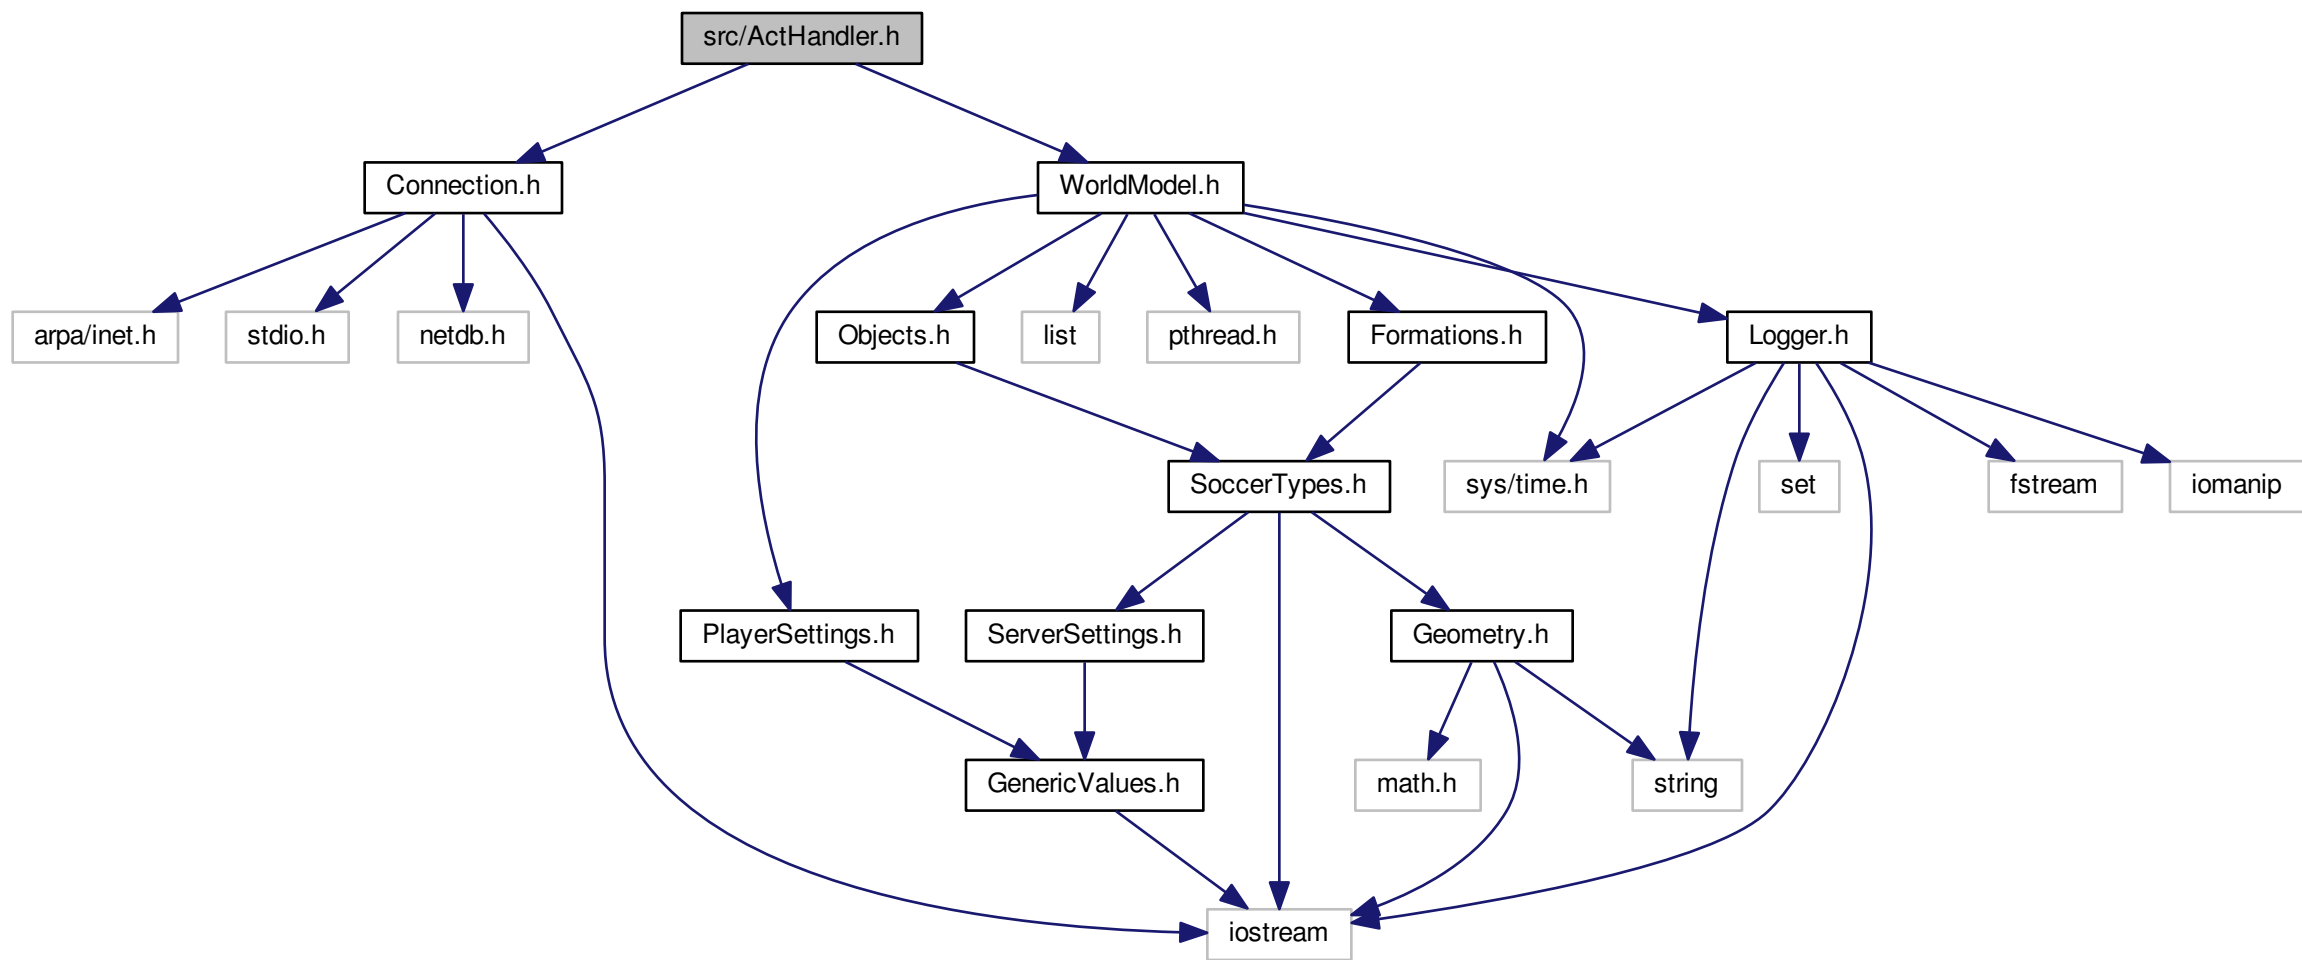 src/ActHandler.h
Connection.h
WorldModel.h
arpa/inet.h
stdio.h
netdb.h
Objects.h
list
pthread.h
Formations.h
Logger.h
SoccerTypes.h
sys/time.h
set
fstream
iomanip
PlayerSettings.h
ServerSettings.h
Geometry.h
GenericValues.h
math.h
string
iostream